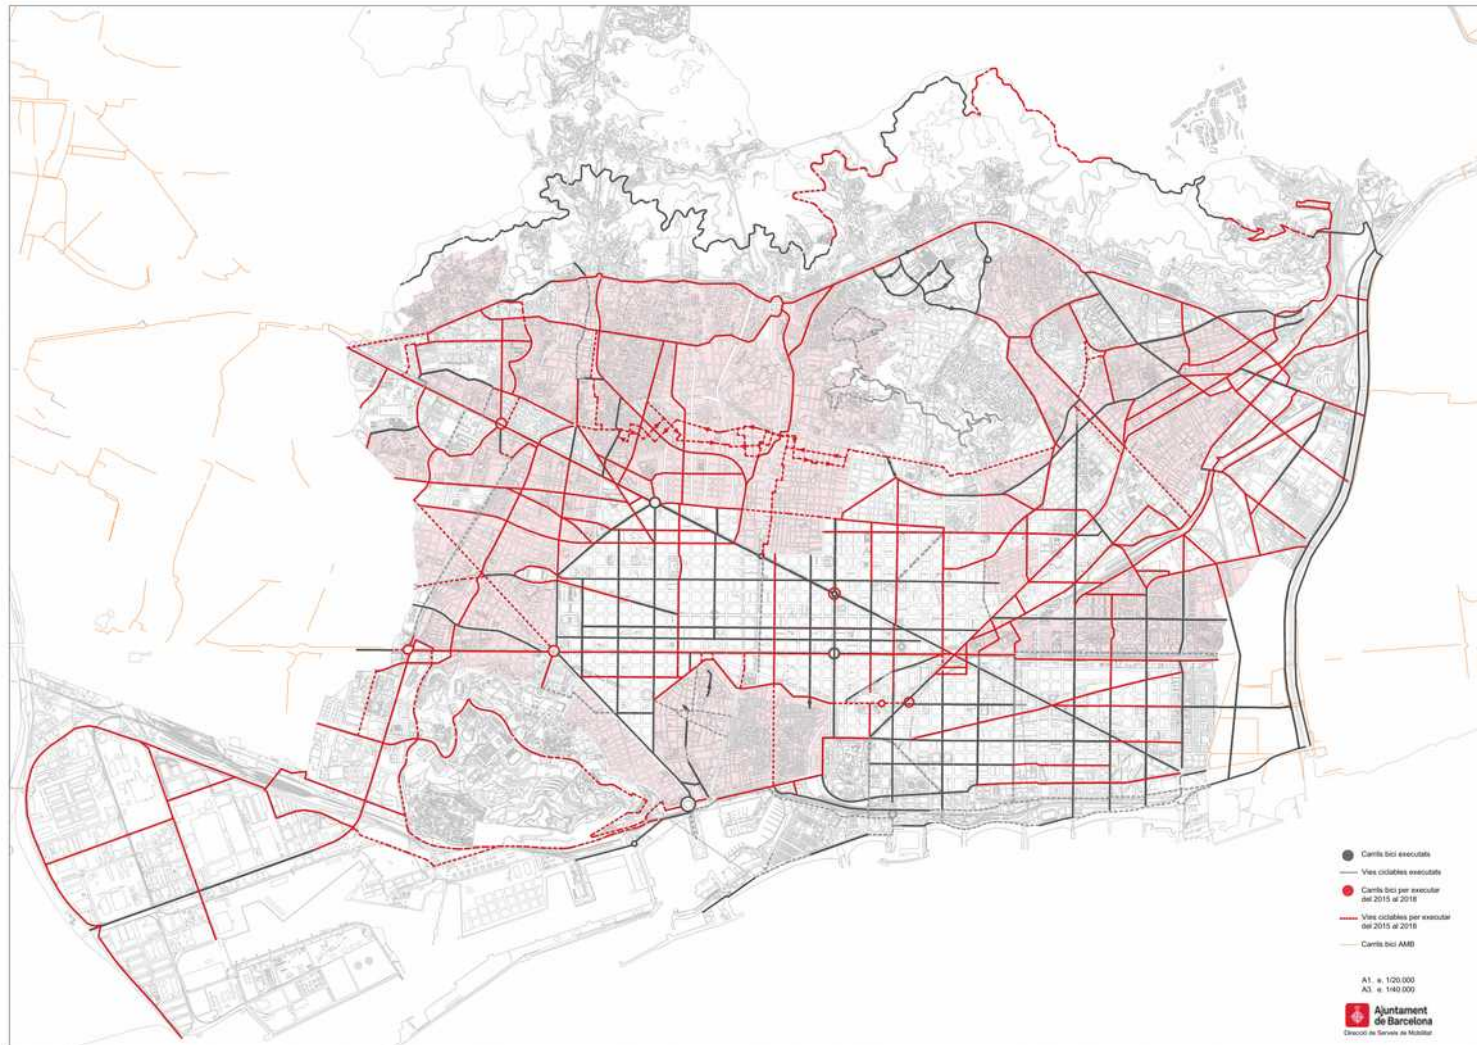 Carrils bici executats
Vies ciclables executats
Carrils bici per executar
del 2015 al 2018
Vies ciclables per executar
del 2015 al 2018
Carrils bici AMB
A1. e. 1/20.000
A3. e. 1/40.000
Ajuntament
de Barcelona
Direcció de Serveis de Mobilitat